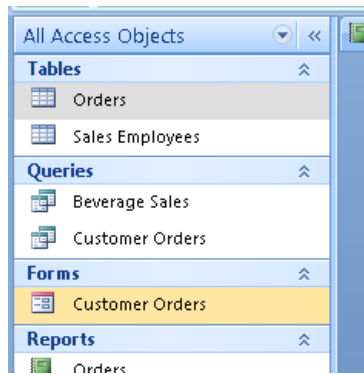 All Access Objects
Tables
Orders
Sales Employees
Queries
Beverage Sales
Customer Orders
Forms
Customer Orders
Reports
Orders